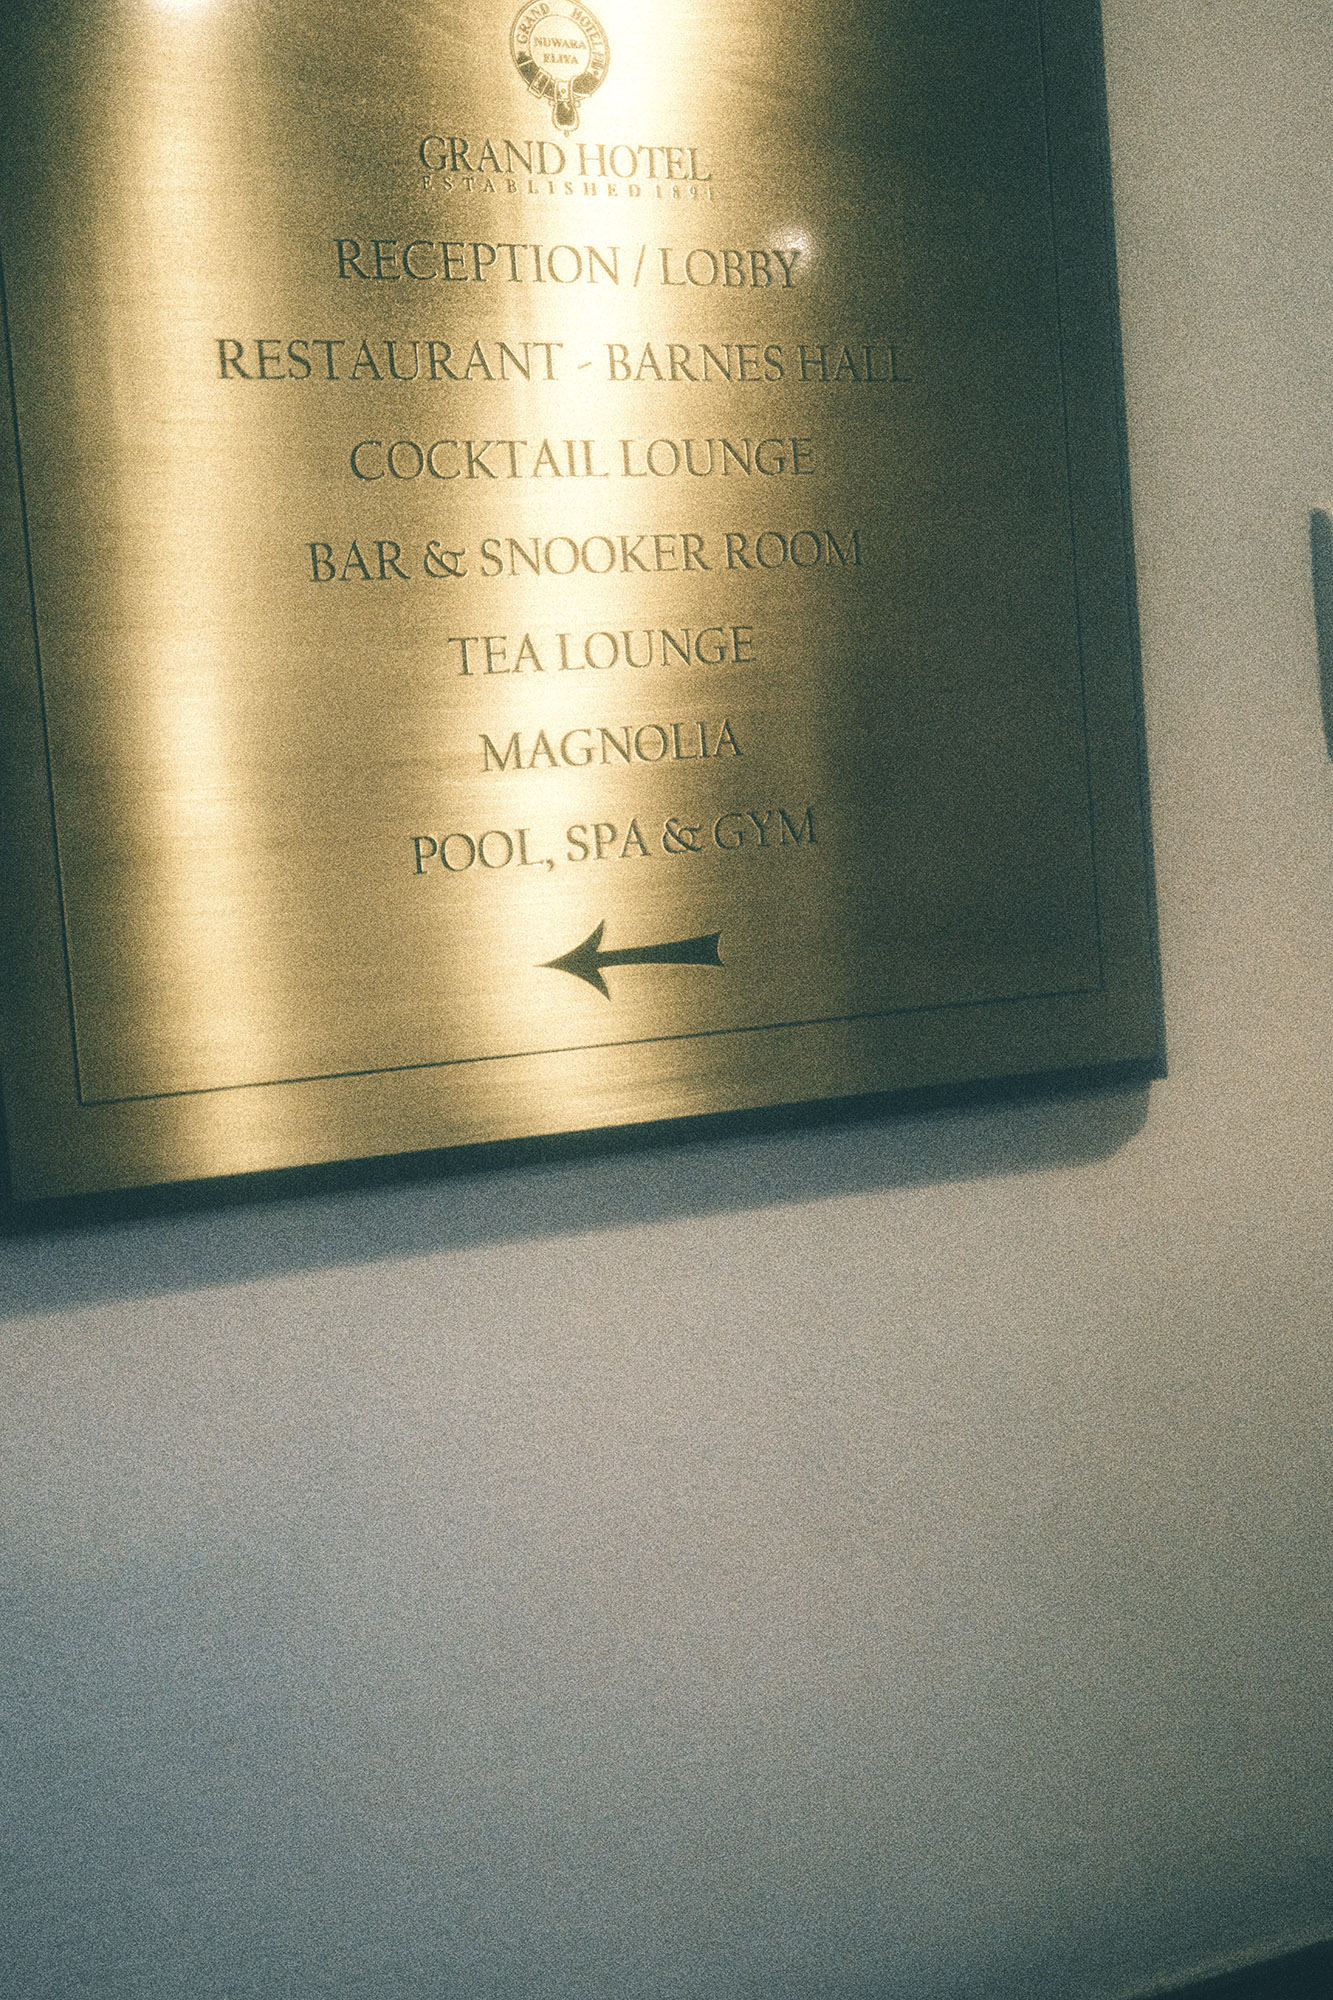 GRAND HOTEL
NUWARA
ELIYA
GRAND HOTEL
ESTABLISHED 1891
RECEPTION / LOBBY
RESTAURANT - BARNES HALL
COCKTAIL LOUNGE
BAR & SNOOKER ROOM
TEA LOUNGE
MAGNOLIA
POOL, SPA & GYM